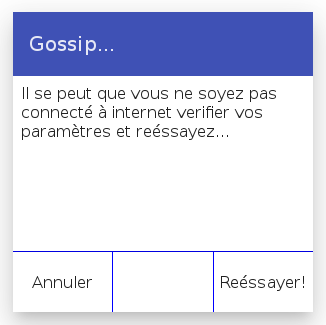 Gossip...
Il se peut que vous ne soyez pas
connecté à internet verifier vos
paramètres et reéssayez...
Annuler
Reéssayer!